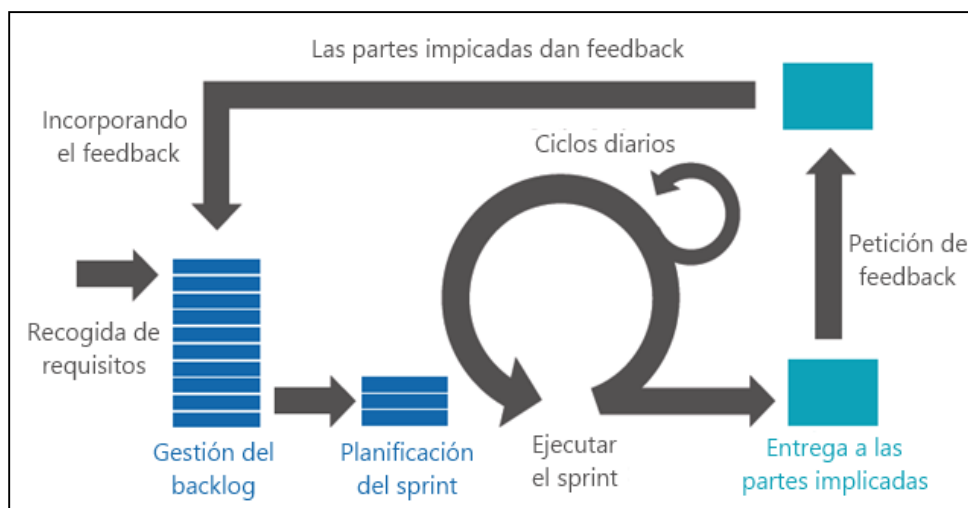 Las partes impicadas dan feedback
Incorporando
el feedback
Ciclos diarios
Petición de
feedback
Recogida de
requisitos
Gestión del
backlog
Planificación
del sprint
Ejecutar
el sprint
Entrega a las
partes implicadas